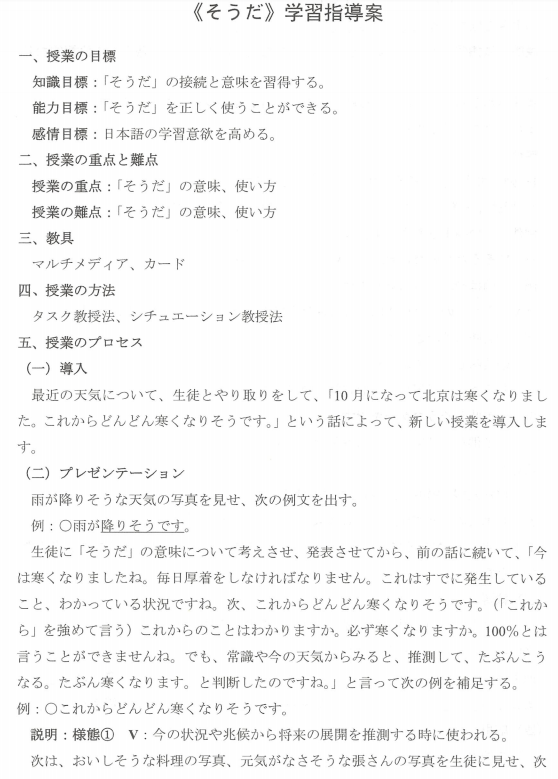 《そうだ》学習指導案
一、授業の目標
知識目標：「そうだ」の接続と意味を習得する。
能力目標：「そうだ」を正しく使うことができる。
感情目標：日本語の学習意欲を高める。
二、授業の重点と難点
授業の重点：「そうだ」の意味、使い方
授業の難点：「そうだ」の意味、使い方
三、教具
マルチメディア、カード
四、授業の方法
タスク教授法、シチュエーション教授法
五、授業のプロセス
（一）導入
最近の天気について、生徒とやり取りをして、「10 月になって北京は寒くなりまし
た。これからどんどん寒くなりそうです。」という話によって、新しい授業を導入しま
す。
（二）プレゼンテーション
雨が降りそうな天気の写真を見せ、次の例文を出す。
例：○雨が降りそうです。
生徒に「そうだ」の意味について考えさせ、発表させてから、前の話に続いて、「今
は寒くなりましたね。毎日厚着をしなければなりません。これはすでに発生している
こと、わかっている状況ですね。次、これからどんどん寒くなりそうです。（「これか
ら」を強めて言う）これからのことはわかりますか。必ず寒くなりますか。100％とは
言うことができませんね。でも、常識や今の天気からみると、推測して、たぶんこう
なる。たぶん寒くなります。と判断したのですね。」と言って次の例を補足する。
例：○これからどんどん寒くなりそうです。
説明：様態① V：今の状況や兆候から将来の展開を推測する時に使われる。
次は、おいしそうな料理の写真、元気がなさそうな張さんの写真を生徒に見せ、次